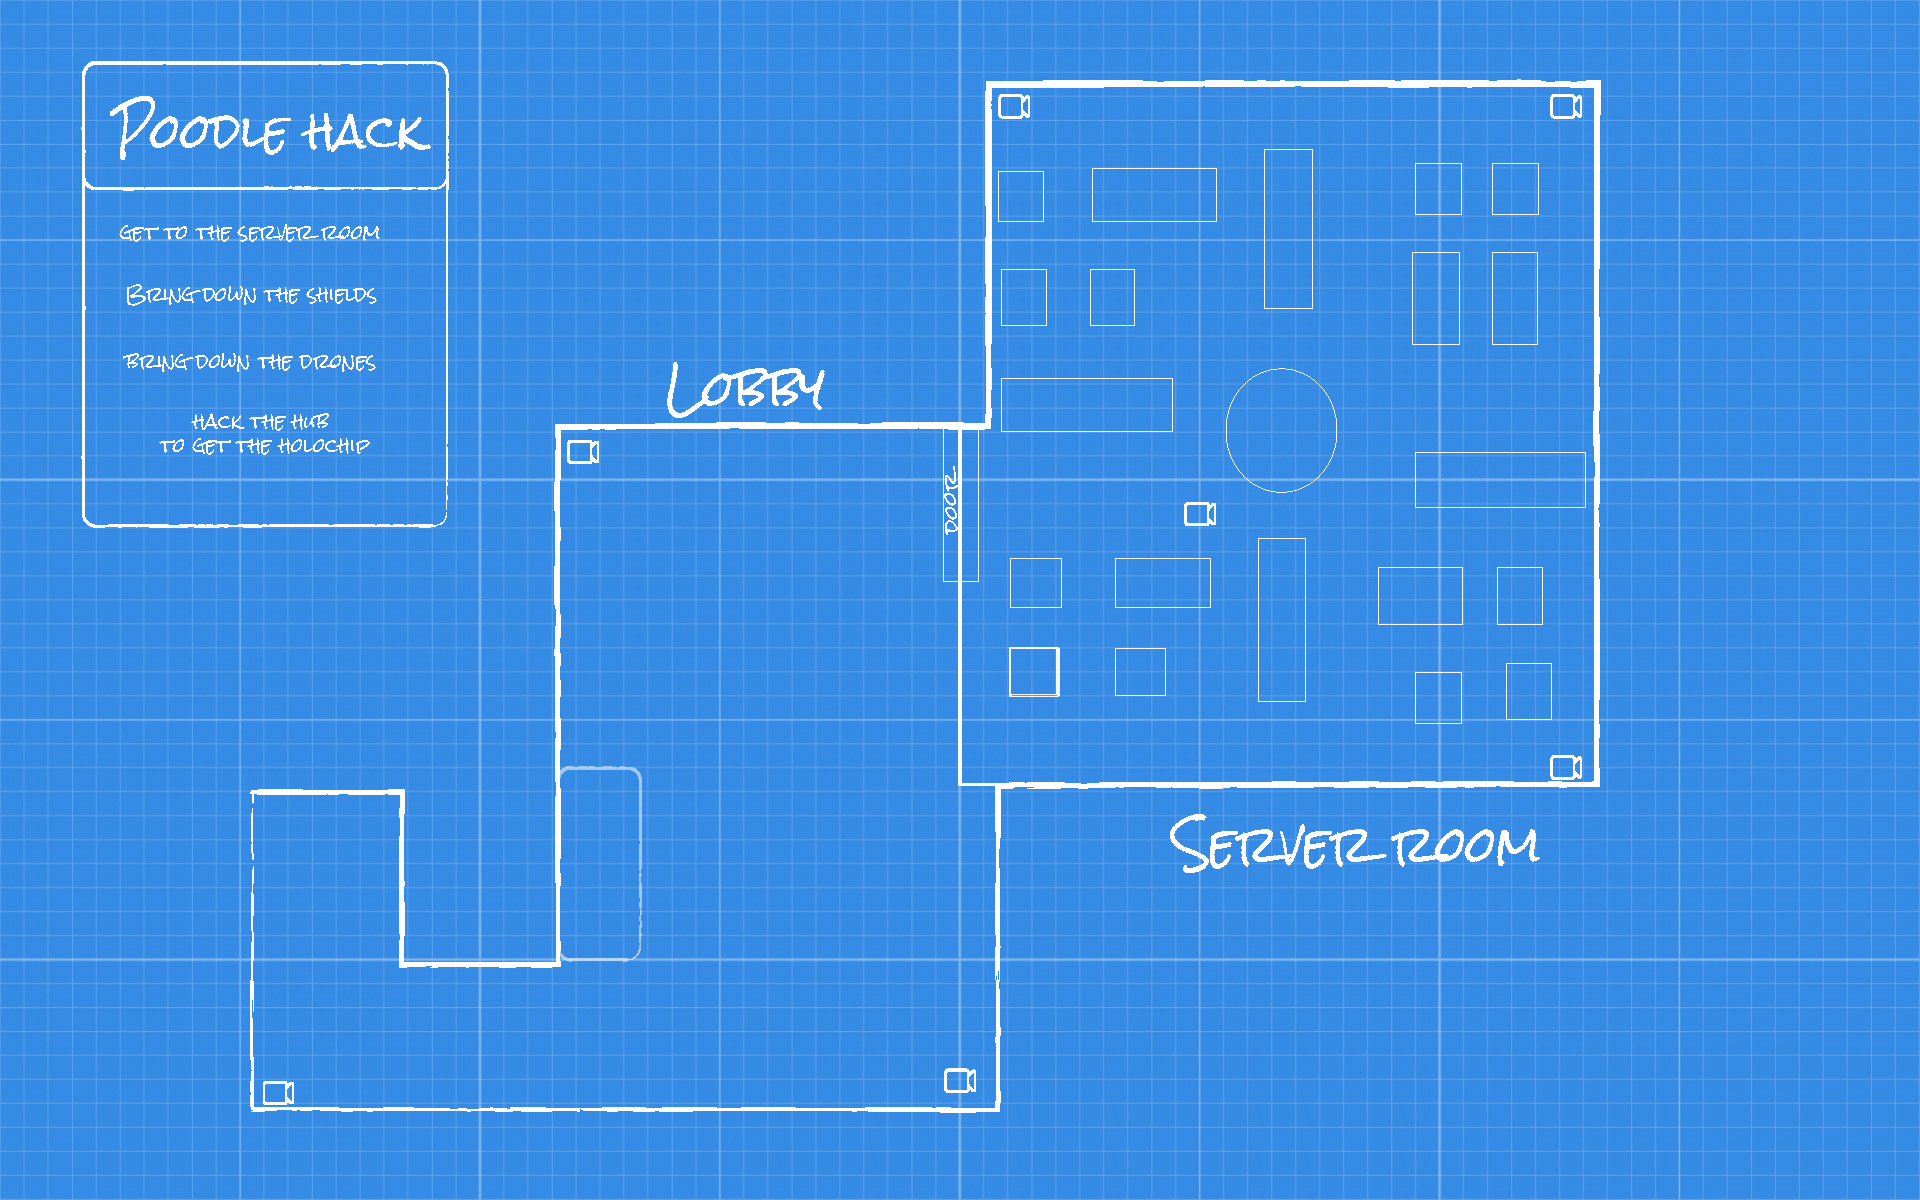 Poodle hack
Get to the server room
Bring down the shields
Bring down the drones
Hack the hub
to get the holochip
Lobby
Door
Server room